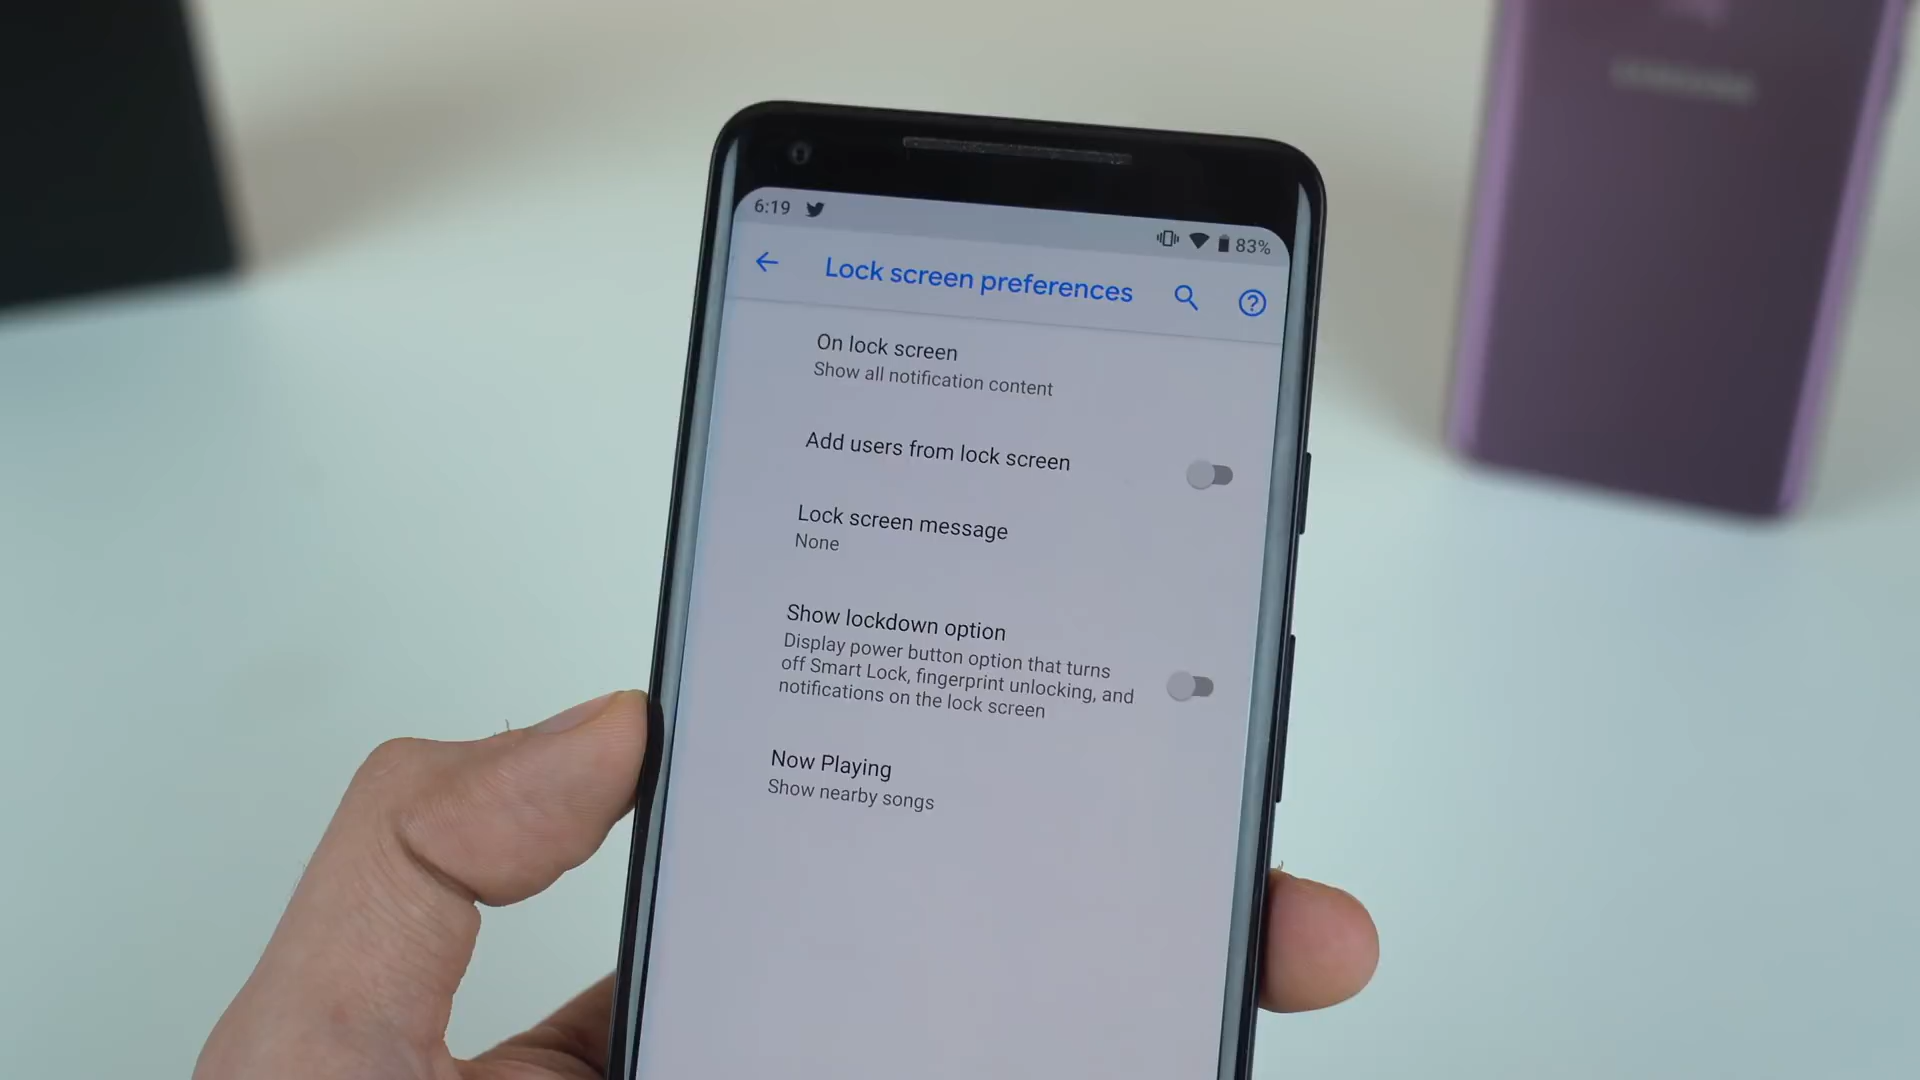 6:19
83%
Lock screen preferences
On lock screen
Show all notification content
Add users from lock screen
Lock screen message
None
Show lockdown option
Display power button option that turns
off Smart Lock, fingerprint unlocking, and
notifications on the lock screen
Now Playing
Show nearby songs